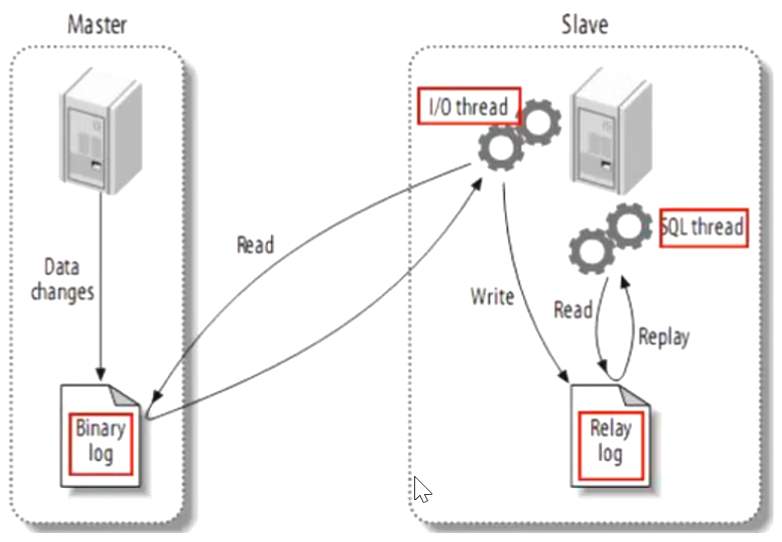 Master
Slave
I/O thread
SQL thread
Read
Data
changes
Write
Read
Replay
Binary
log
Relay
log